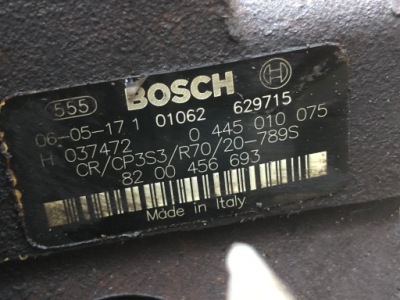 555 BOSCH
06-05-17 1 01062 629715
H 037472 0 445 010 075
CR/CP3S3/R70/20-789S
82 00 456 693
Made in Italy